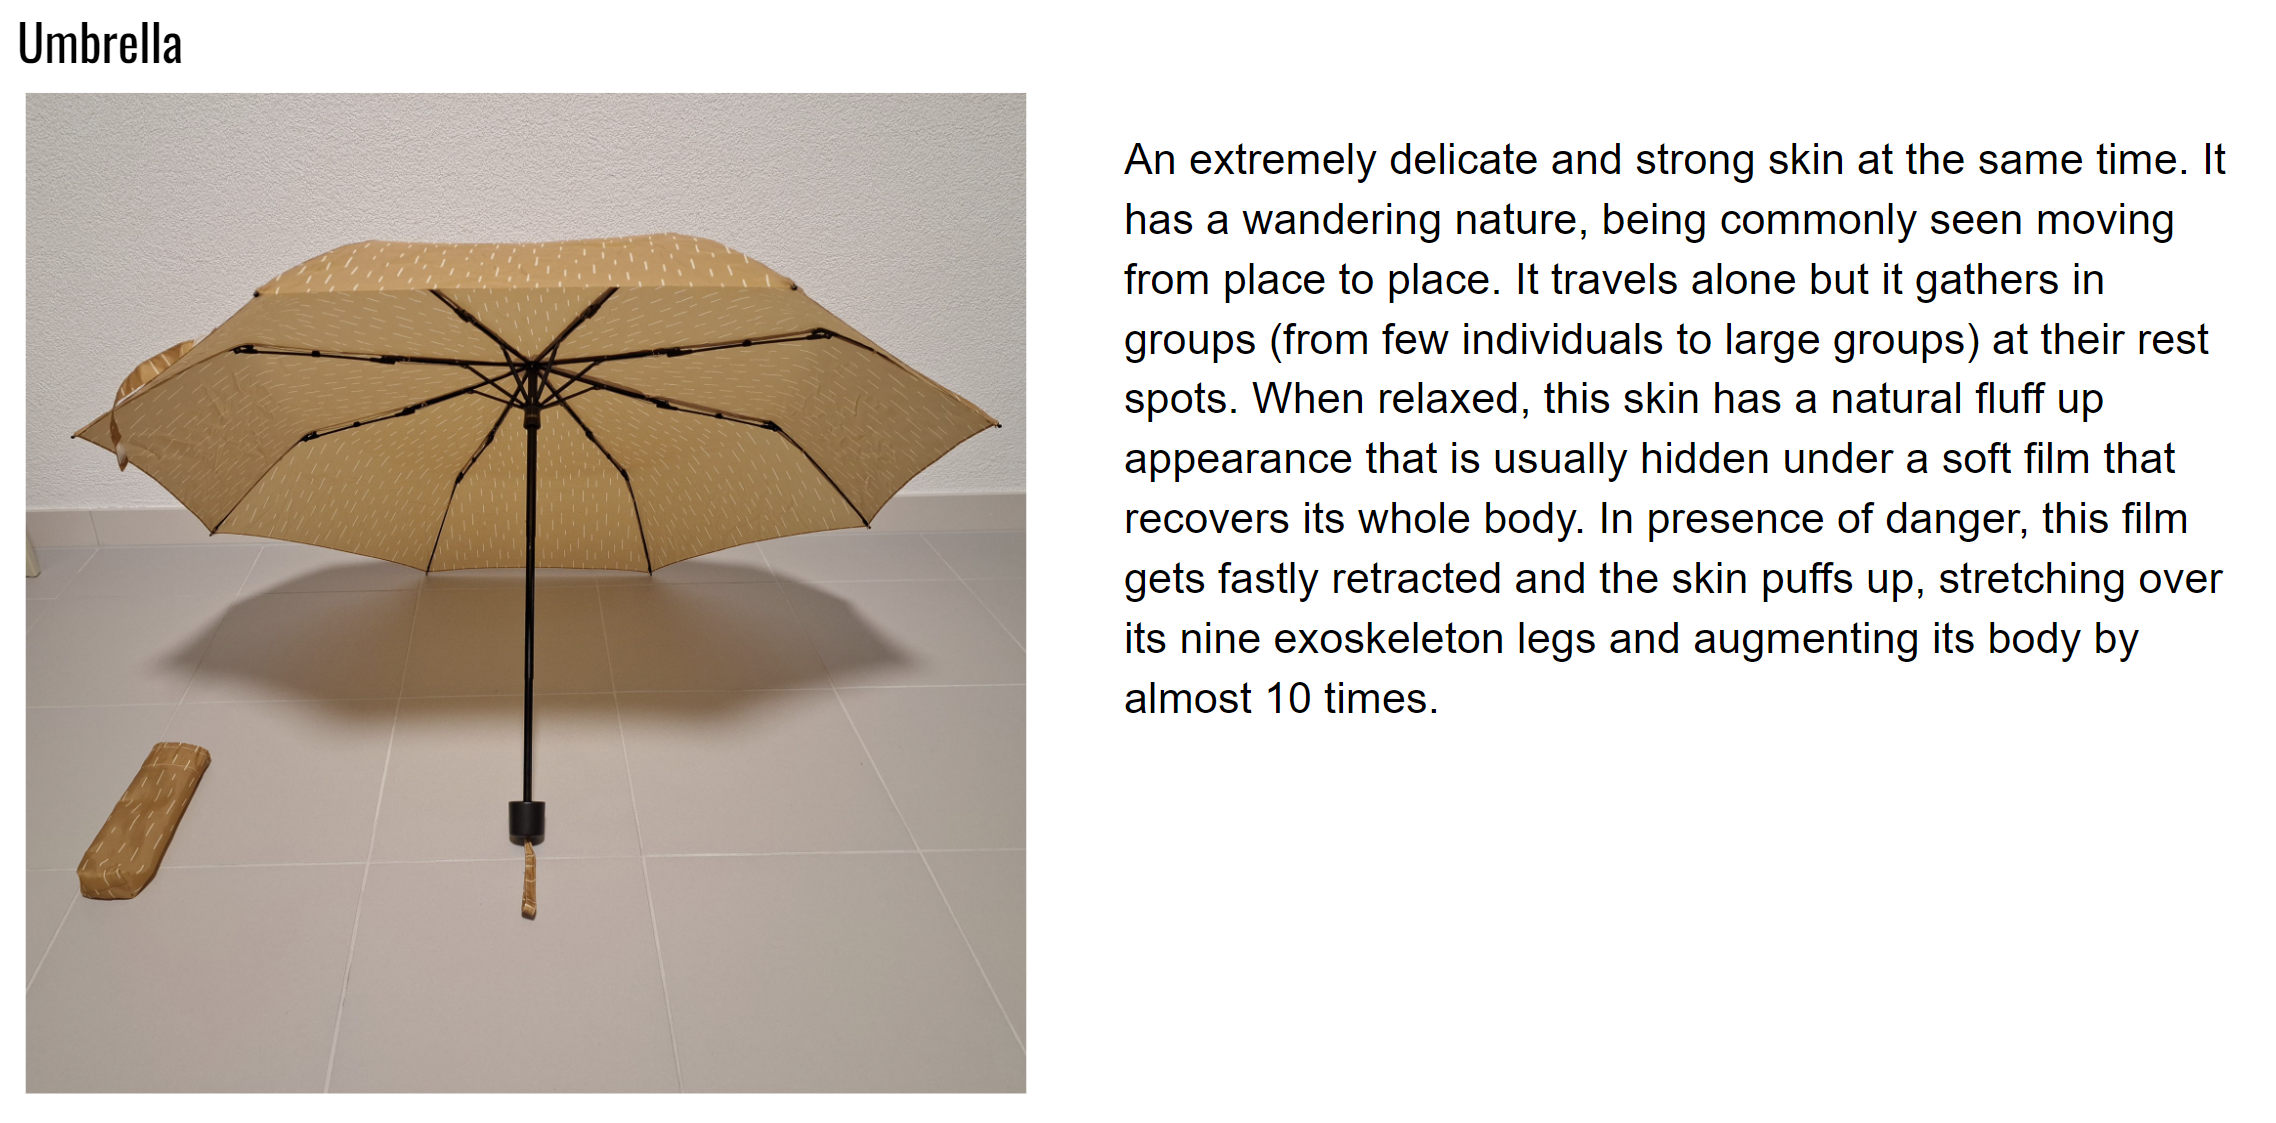 Umbrella
An extremely delicate and strong skin at the same time. It
has a wandering nature, being commonly seen moving
from place to place. It travels alone but it gathers in
groups (from few individuals to large groups) at their rest
spots. When relaxed, this skin has a natural fluff up
appearance that is usually hidden under a soft film that
recovers its whole body. In presence of danger, this film
gets fastly retracted and the skin puffs up, stretching over
its nine exoskeleton legs and augmenting its body by
almost 10 times.